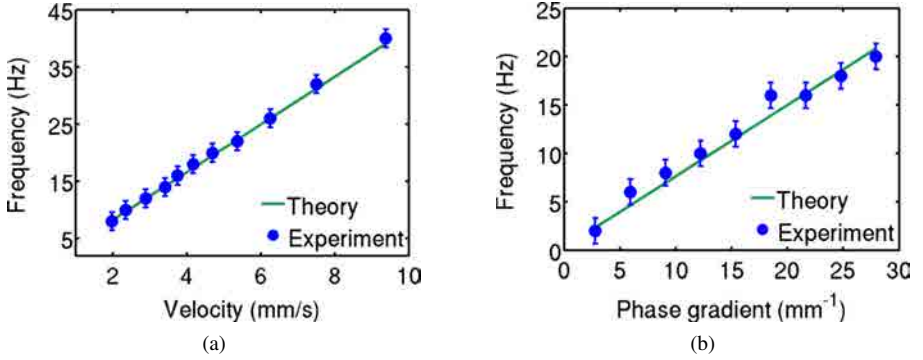 45
35
25
15
5
Frequency (Hz)
Theory
Experiment
2 4 6 8 10
Velocity (mm/s)
(a)
25
20
15
10
5
0
Frequency (Hz)
Theory
Experiment
0 5 10 15 20 25 30
Phase gradient (mm⁻¹)
(b)